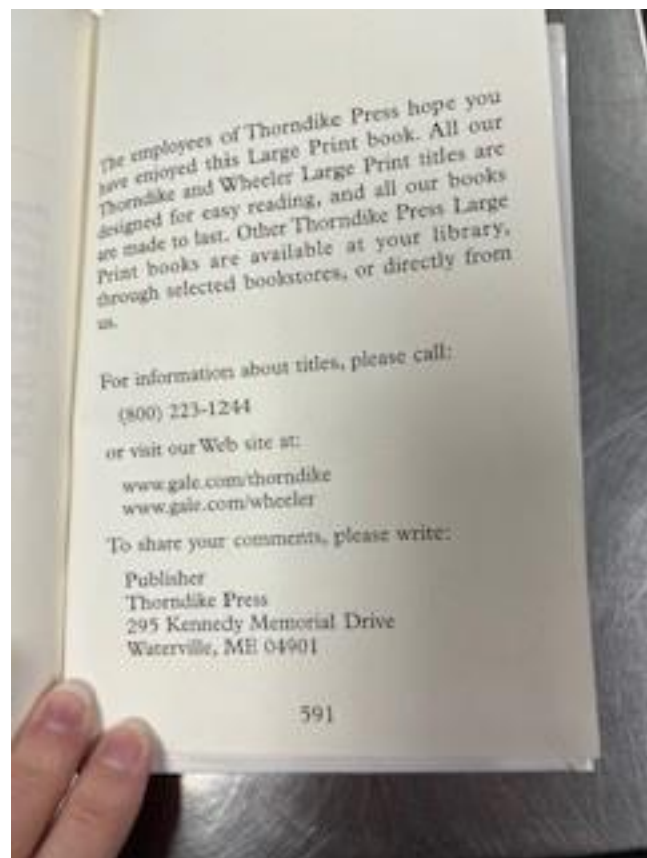 The employees of Thorndike Press hope you
have enjoyed this Large Print book. All our
Thorndike and Wheeler Large Print titles are
designed for easy reading, and all our books
are made to last. Other Thorndike Press Large
Print books are available at your library,
through selected bookstores, or directly from
us.
For information about titles, please call:
(800) 223-1244
or visit our Web site at:
www.gale.com/thorndike
www.gale.com/wheeler
To share your comments, please write:
Publisher
Thorndike Press
295 Kennedy Memorial Drive
Waterville, ME 04901
591